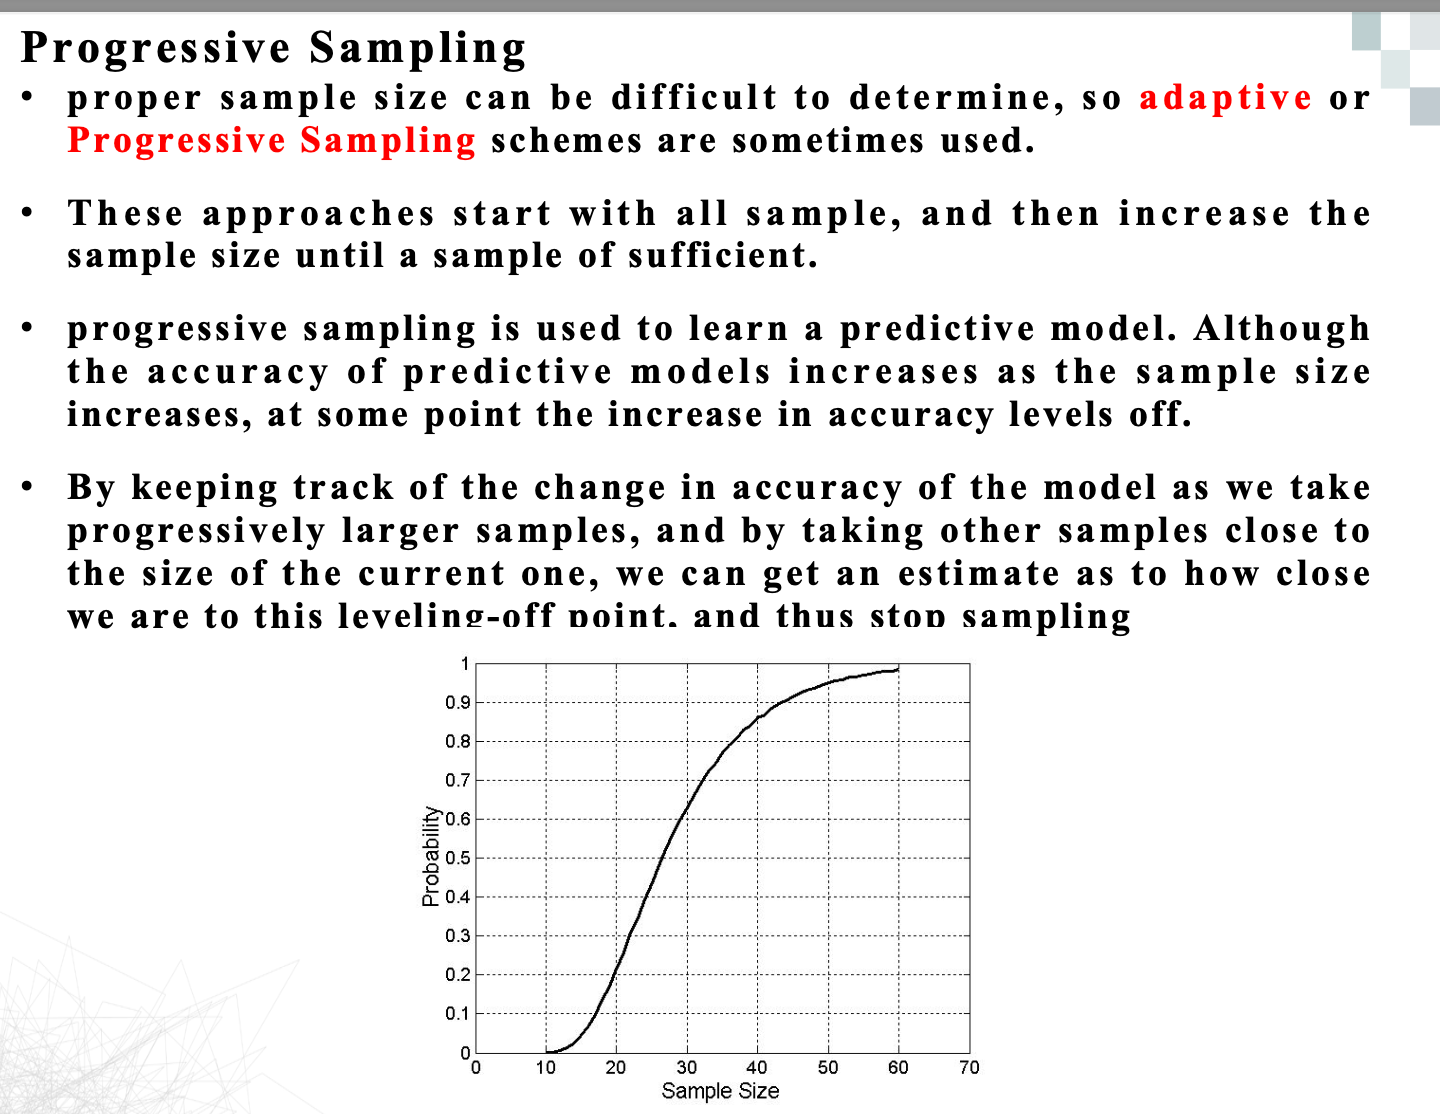 Progressive Sampling
• proper sample size can be difficult to determine, so adaptive or
Progressive Sampling schemes are sometimes used.
• These approaches start with all sample, and then increase the
sample size until a sample of sufficient.
• progressive sampling is used to learn a predictive model. Although
the accuracy of predictive models increases as the sample size
increases, at some point the increase in accuracy levels off.
• By keeping track of the change in accuracy of the model as we take
progressively larger samples, and by taking other samples close to
the size of the current one, we can get an estimate as to how close
we are to this leveling-off point, and thus stop sampling
1
0.9
0.8
0.7
0.6
0.5
0.4
0.3
0.2
0.1
0
Probability
0 10 20 30 40 50 60 70
Sample Size